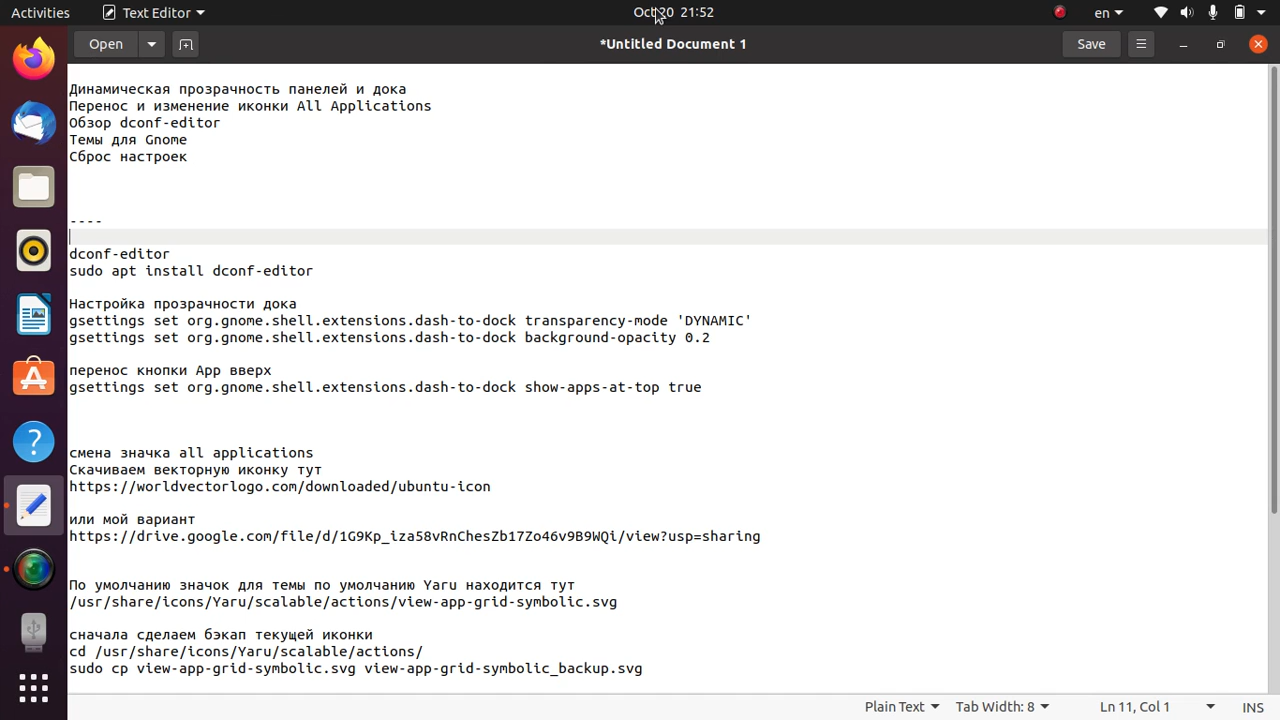 Activities
Text Editor
Oct 20 21:52
en
Open
*Untitled Document 1
Save
Динамическая прозрачность панелей и дока
Перенос и изменение иконки All Applications
Обзор dconf-editor
Темы для Gnome
Сброс настроек
----
dconf-editor
sudo apt install dconf-editor
Настройка прозрачности дока
gsettings set org.gnome.shell.extensions.dash-to-dock transparency-mode 'DYNAMIC'
gsettings set org.gnome.shell.extensions.dash-to-dock background-opacity 0.2
перенос кнопки App вверх
gsettings set org.gnome.shell.extensions.dash-to-dock show-apps-at-top true
смена значка all applications
Скачиваем векторную иконку тут
https://worldvectorlogo.com/downloaded/ubuntu-icon
или мой вариант
https://drive.google.com/file/d/1G9Kp_iza58vRnChesZb17Zo46v9B9WQi/view?usp=sharing
По умолчанию значок для темы по умолчанию Yaru находится тут
/usr/share/icons/Yaru/scalable/actions/view-app-grid-symbolic.svg
сначала сделаем бэкап текущей иконки
cd /usr/share/icons/Yaru/scalable/actions/
sudo cp view-app-grid-symbolic.svg view-app-grid-symbolic_backup.svg
Plain Text
Tab Width: 8
Ln 11, Col 1
INS